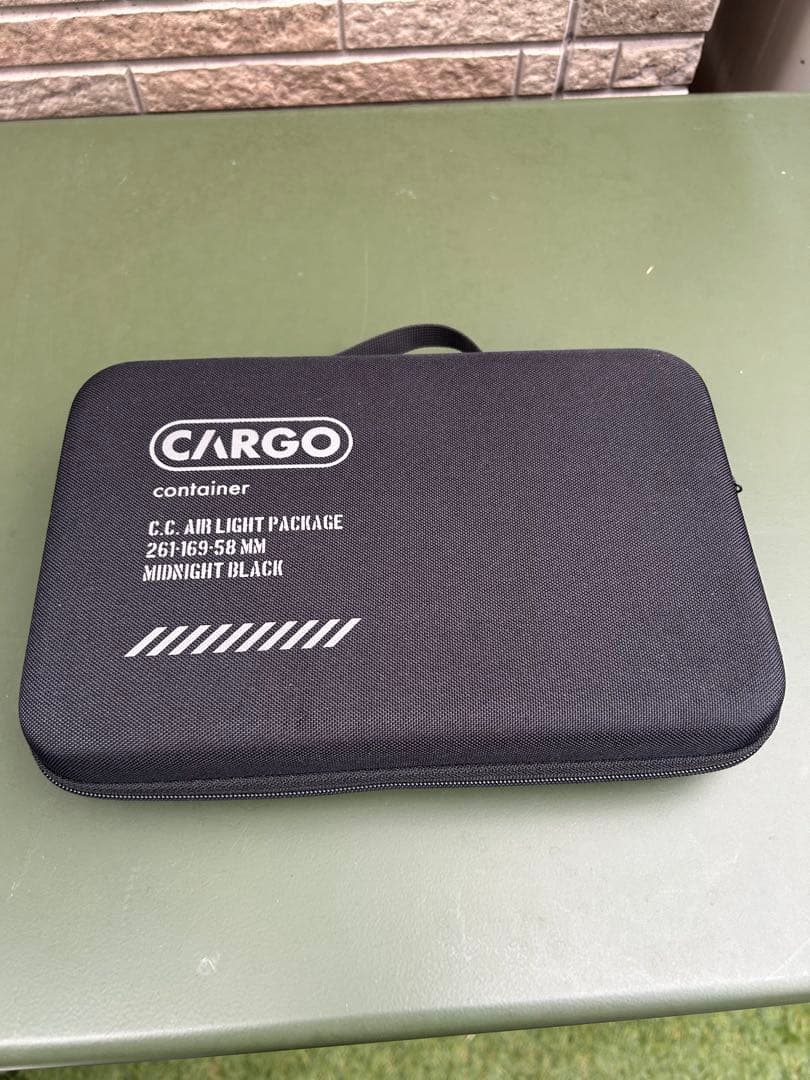 CARGO
container
C.C. AIR LIGHT PACKAGE
261-169-58 MM
MIDNIGHT BLACK